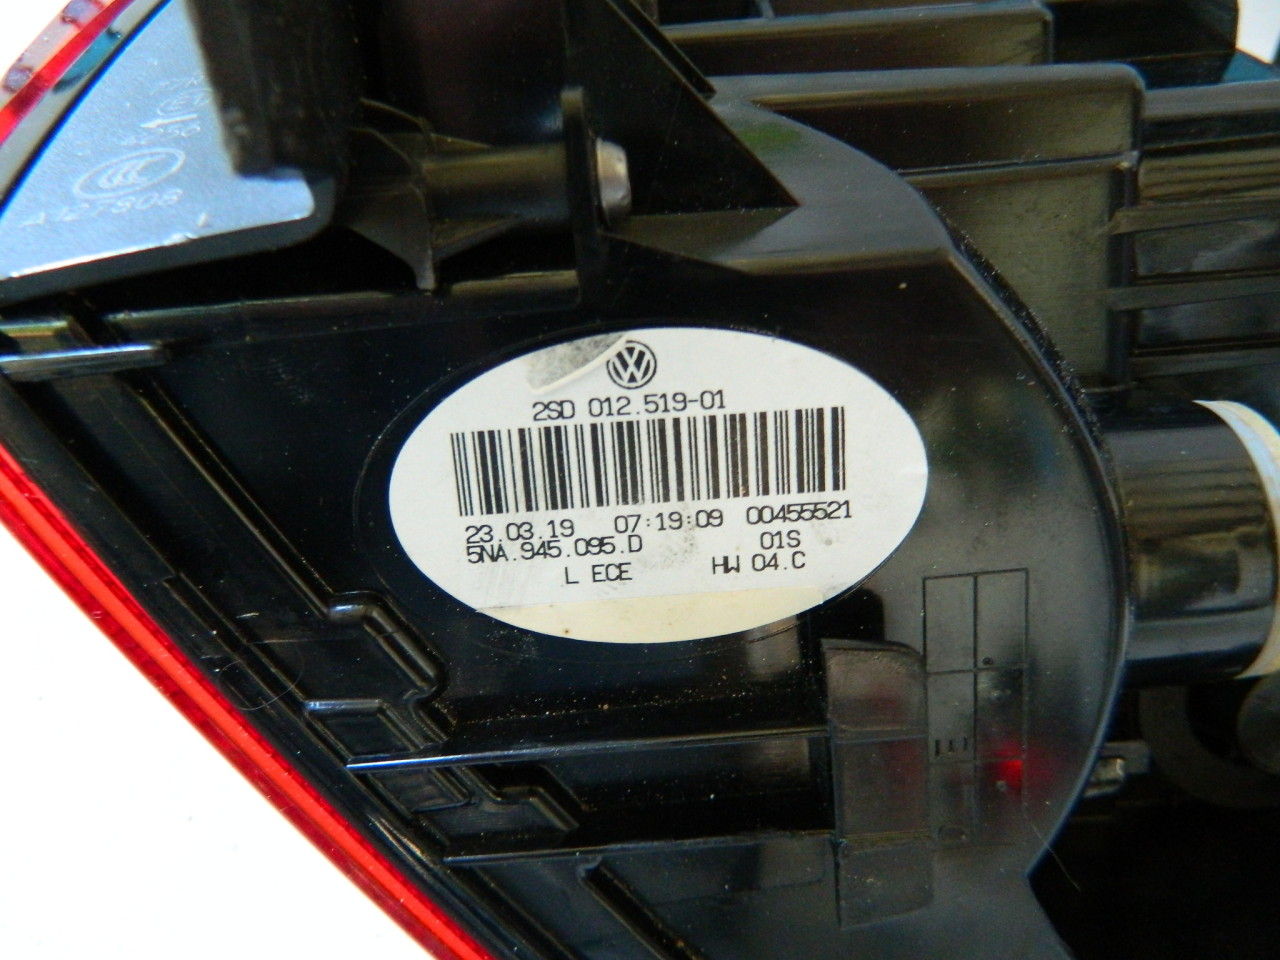 2SD 012.519-01
23.03.19 07:19:09 00455521
5NA.945.095.D 01S
L ECE HW 04.C